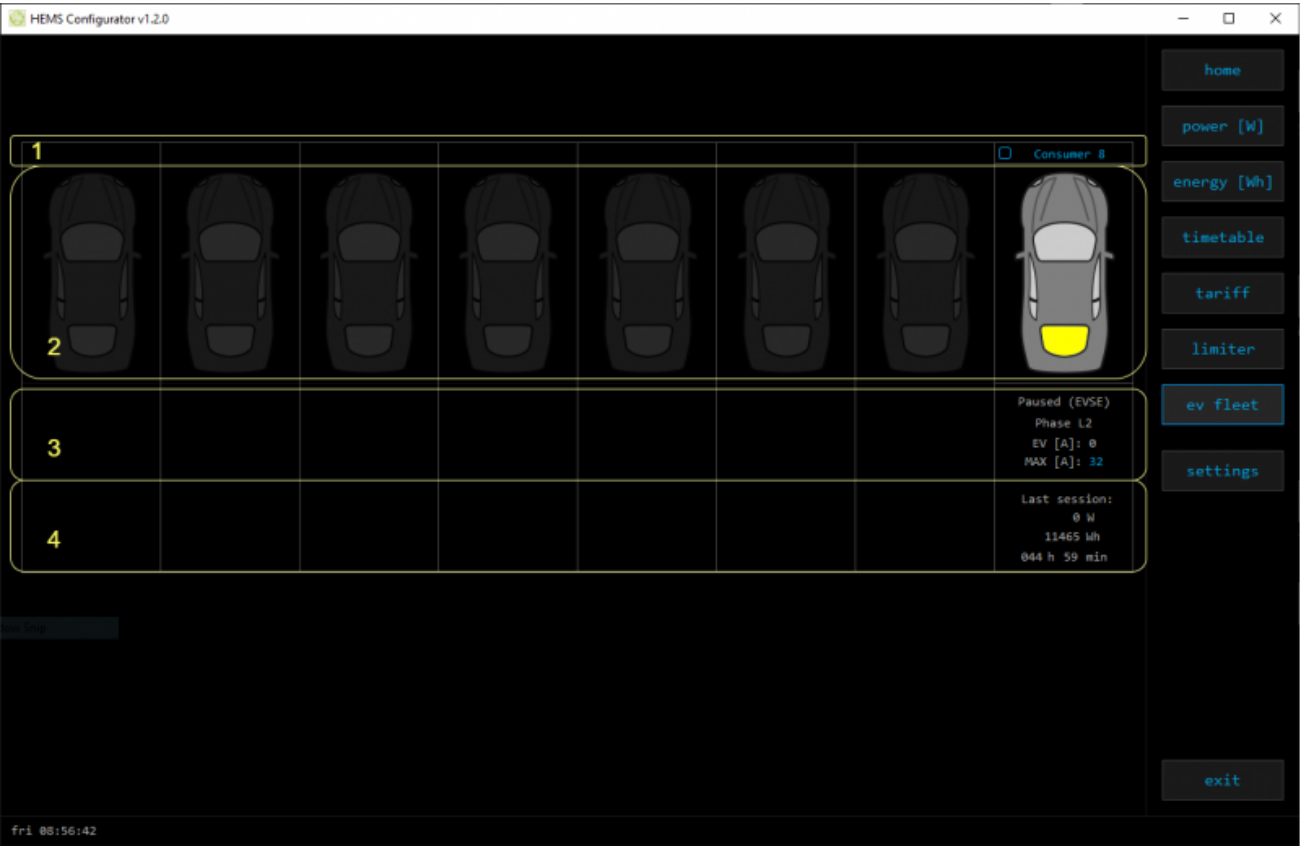 HEMS Configurator v1.2.0
home
power [W]
1
Consumer 8
energy [Wh]
timetable
tariff
2
limiter
Paused (EVSE)
ev fleet
Phase L2
3
EV [A]: 0
MAX [A]: 32
settings
Last session:
0 W
4
11465 Wh
044 h 59 min
exit
fri 08:56:42